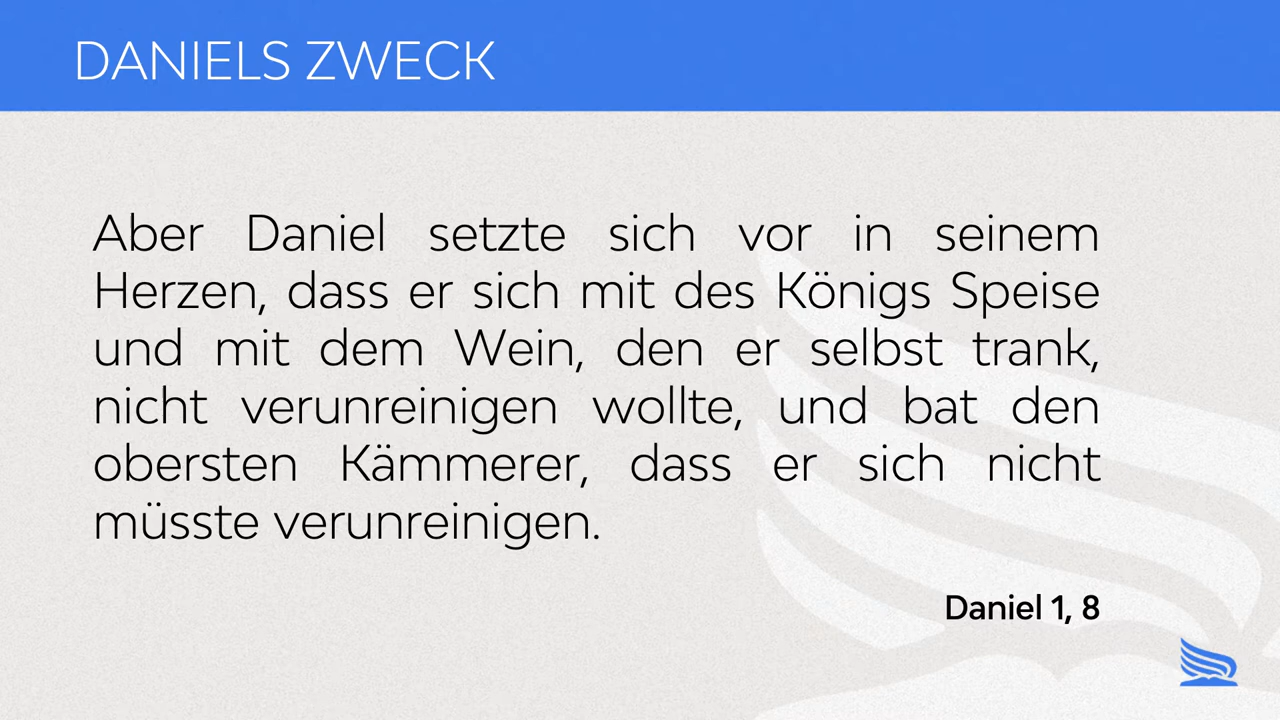 DANIELS ZWECK
Aber Daniel setzte sich vor in seinem
Herzen, dass er sich mit des Königs Speise
und mit dem Wein, den er selbst trank,
nicht verunreinigen wollte, und bat den
obersten Kämmerer, dass er sich nicht
müsste verunreinigen.
Daniel 1, 8